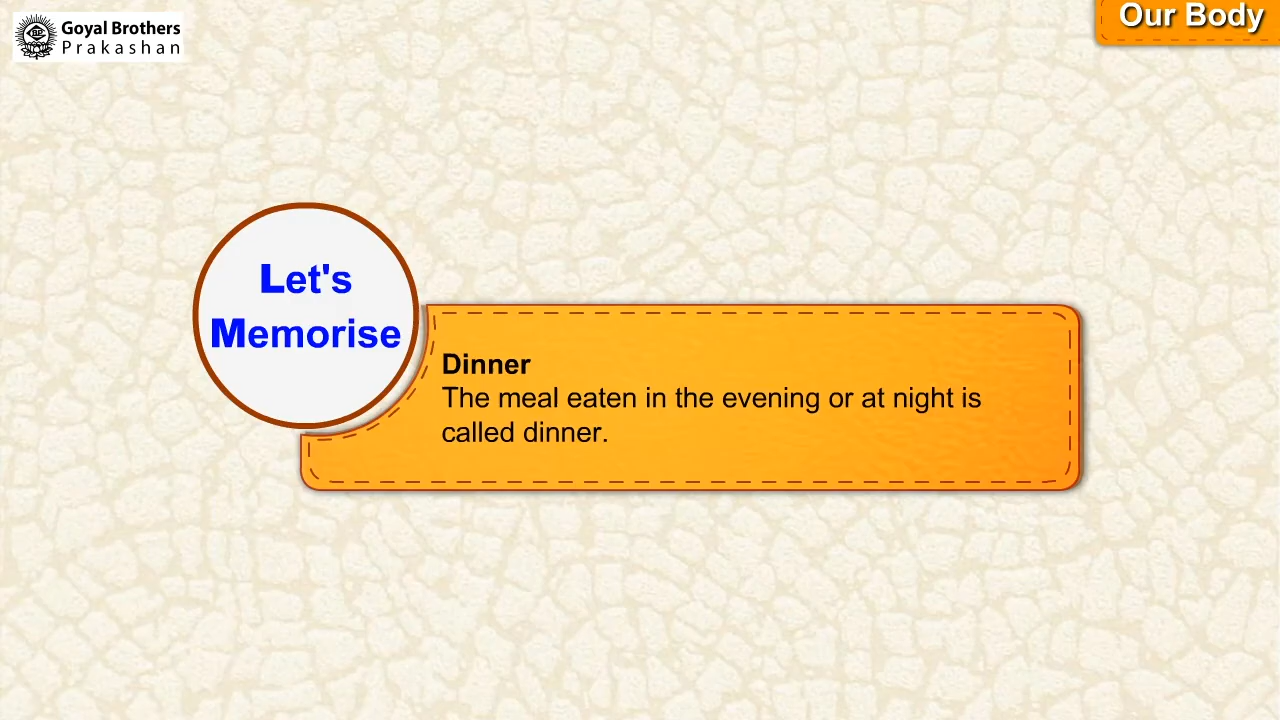 Goyal Brothers
Prakashan
Our Body
Let's
Memorise
Dinner
The meal eaten in the evening or at night is
called dinner.